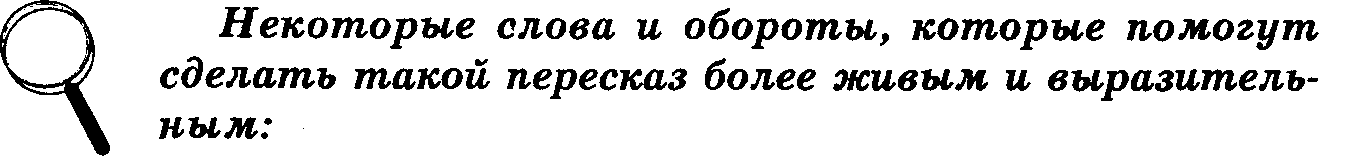 Некоторые слова и обороты, которые помогут
сделать такой пересказ более живым и выразитель-
ным: